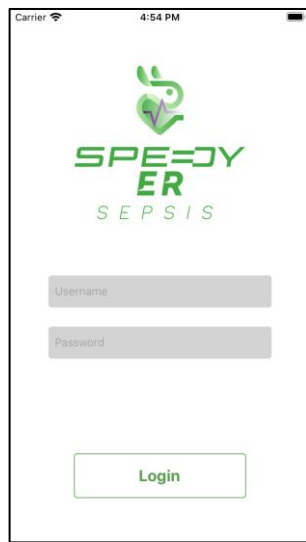 Carrier 4:54 PM
SPEEDY
ER
SEPSIS
Username
Password
Login